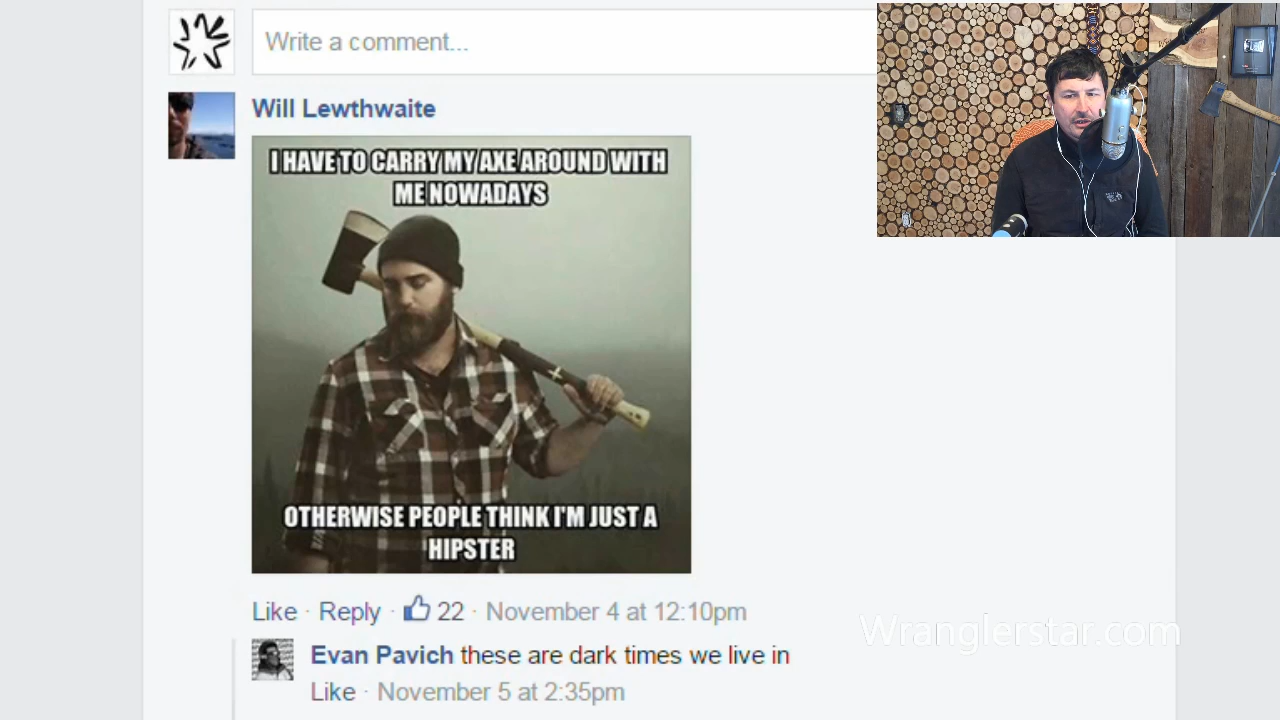 Write a comment...
Will Lewthwaite
I HAVE TO CARRY MY AXE AROUND WITH
ME NOWADAYS
OTHERWISE PEOPLE THINK I'M JUST A
HIPSTER
Like · Reply · 22 · November 4 at 12:10pm
Wranglerstar.com
Evan Pavich these are dark times we live in
Like · November 5 at 2:35pm